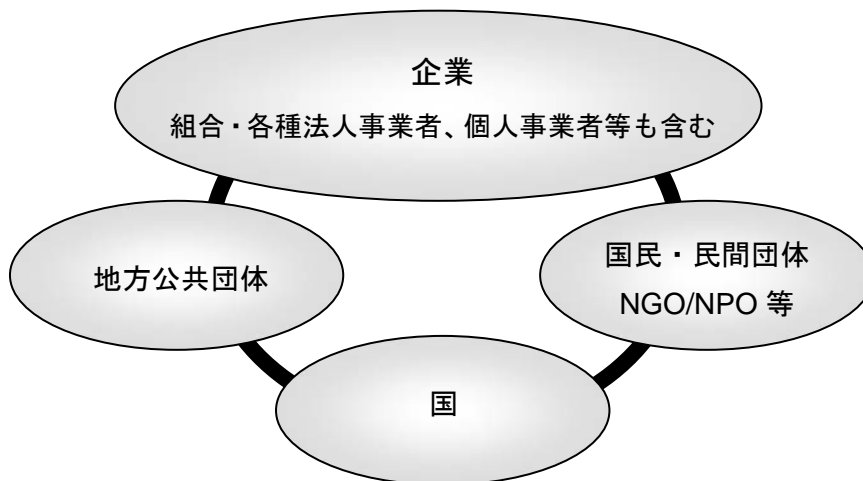 企業
組合・各種法人事業者、個人事業者等も含む
地方公共団体
国民・民間団体
NGO/NPO 等
国